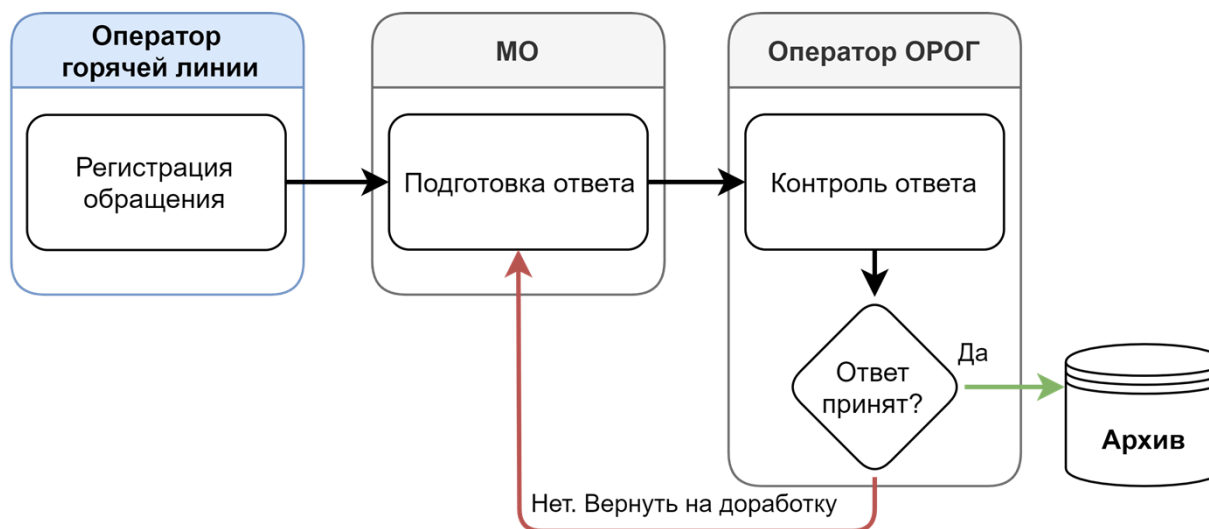 Оператор
горячей линии
МО
Оператор ОРОГ
Регистрация
обращения
Подготовка ответа
Контроль ответа
Ответ
принят?
Да
Архив
Нет. Вернуть на доработку